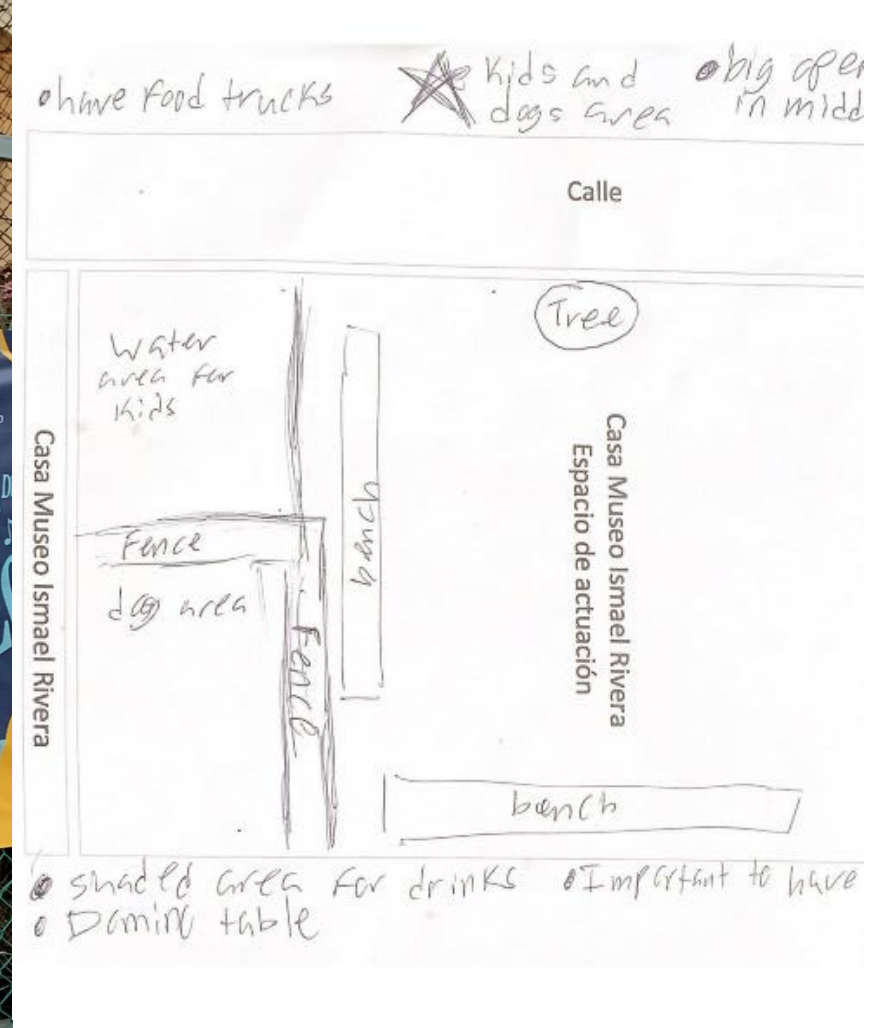 have food trucks
Kids and
dogs area
big open
in midd
Calle
Tree
Water
area for
Kids
bench
Casa Museo Ismael Rivera
Casa Museo Ismael Rivera
Espacio de actuación
Fence
dog area
Fence
bench
shaded area for drinks
Important to have
Domino table